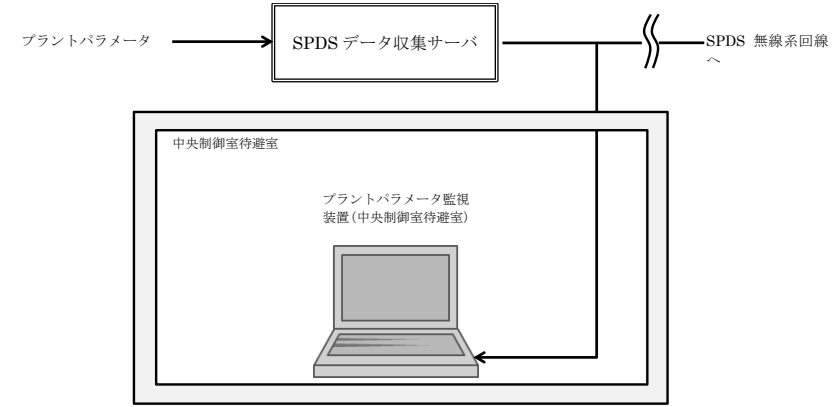 プラントパラメータ
SPDS データ収集サーバ
SPDS 無線系回線
へ
中央制御室待避室
プラントパラメータ監視
装置(中央制御室待避室)